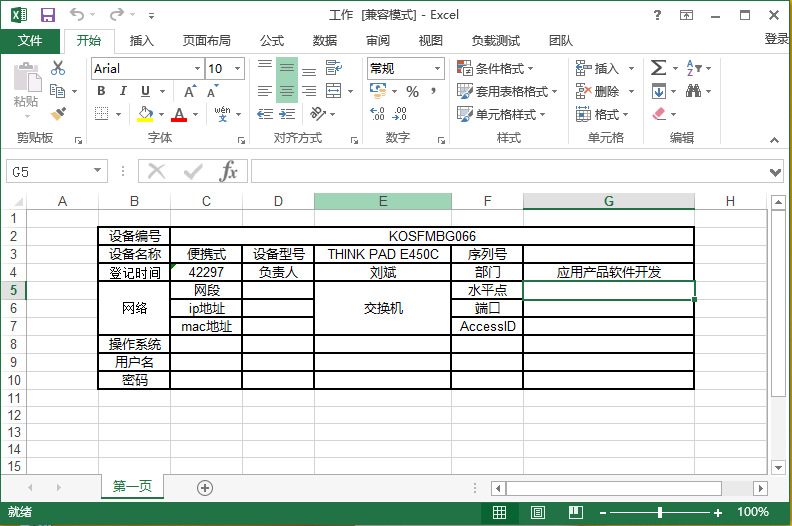 工作 [兼容模式] - Excel
文件 开始 插入 页面布局 公式 数据 审阅 视图 负载测试 团队 登录
粘贴
剪贴板
Arial 10
B I U A A
A wén 文
字体
对齐方式
常规
% ,
数字
条件格式
套用表格格式
单元格格式
样式
插入
删除
格式
单元格
编辑
G5 fx
A B C D E F G H
1
2 设备编号 KOSFMBG066
3 设备名称 便携式 设备型号 THINK PAD E450C 序列号
4 登记时间 42297 负责人 刘斌 部门 应用产品软件开发
5 网段 水平点
6 网络 ip地址 交换机 端口
7 mac地址 AccessID
8 操作系统
9 用户名
10 密码
11
12
13
14
15
第一页
就绪 100%